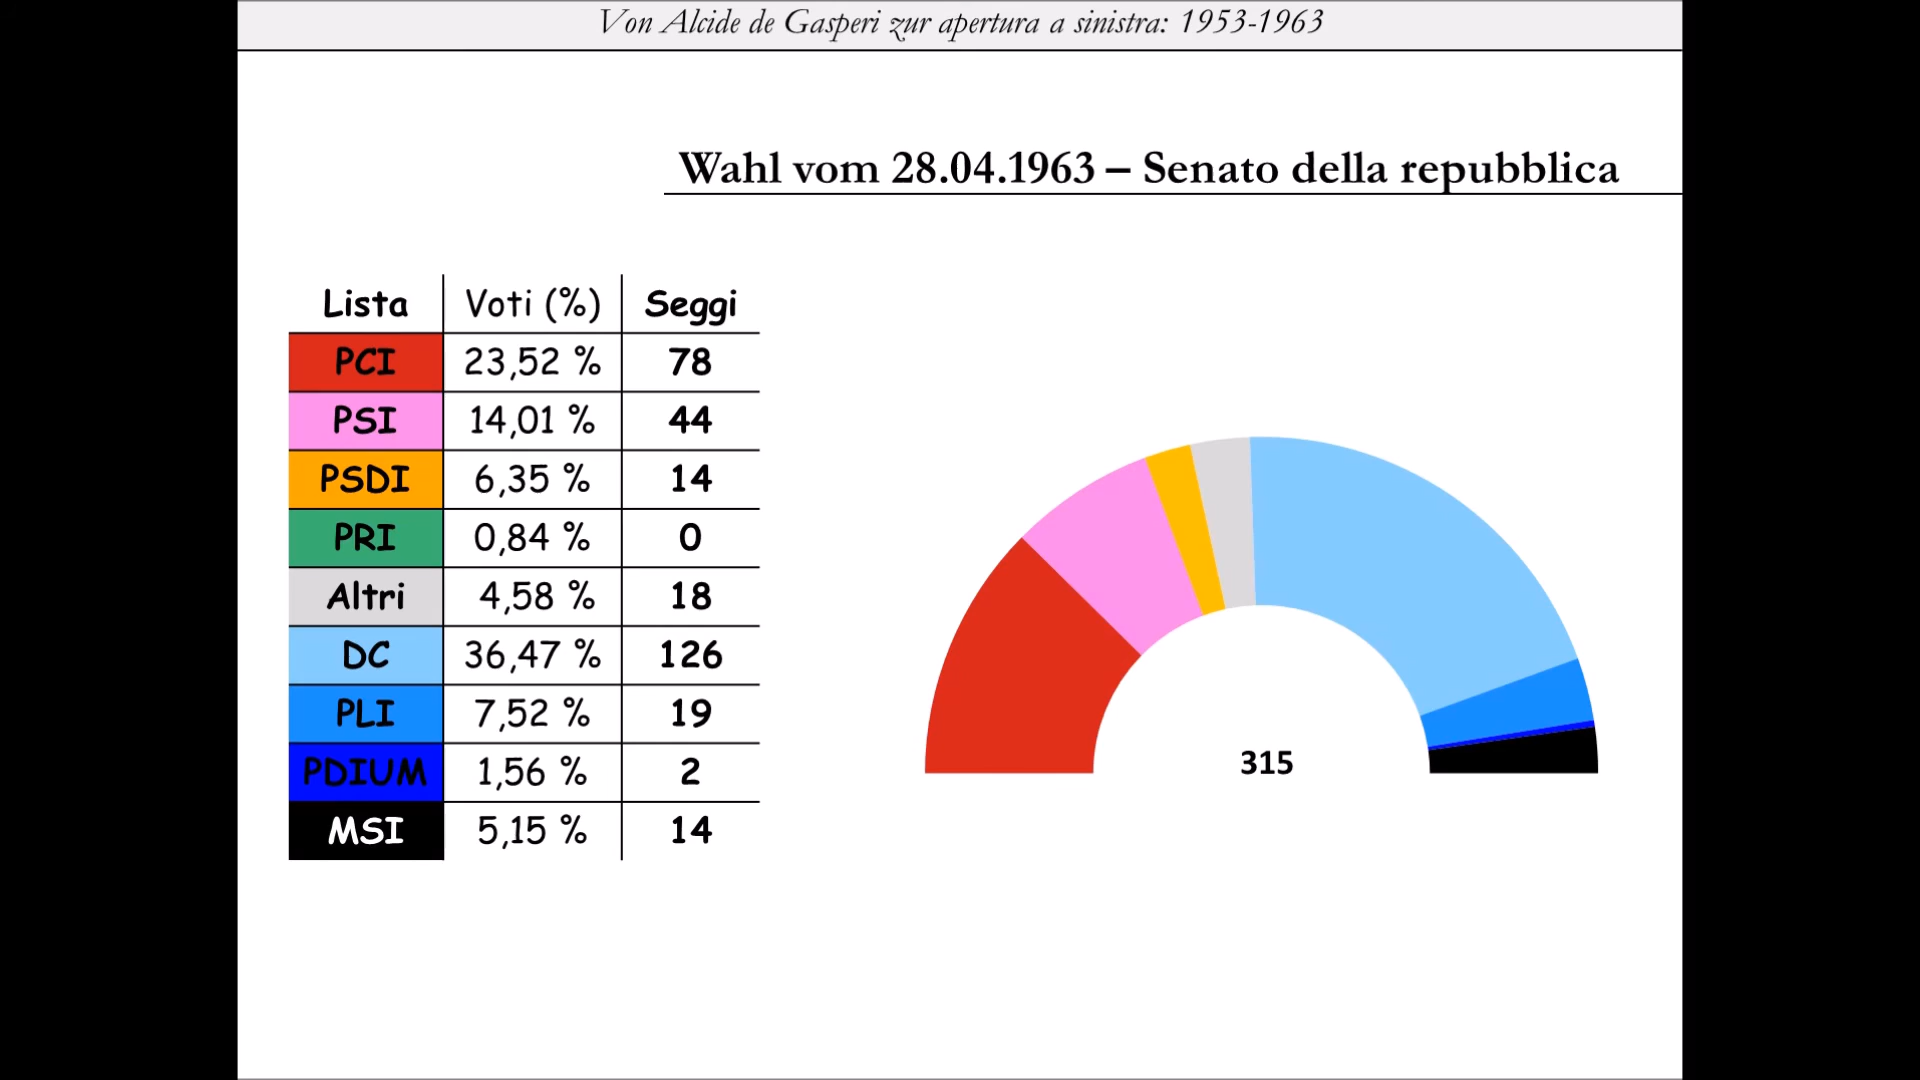 Von Alcide de Gasperi zur apertura a sinistra: 1953-1963
Wahl vom 28.04.1963 – Senato della repubblica
Lista Voti (%) Seggi
PCI 23,52 % 78
PSI 14,01 % 44
PSDI 6,35 % 14
PRI 0,84 % 0
Altri 4,58 % 18
DC 36,47 % 126
PLI 7,52 % 19
PDIUM 1,56 % 2
MSI 5,15 % 14
315